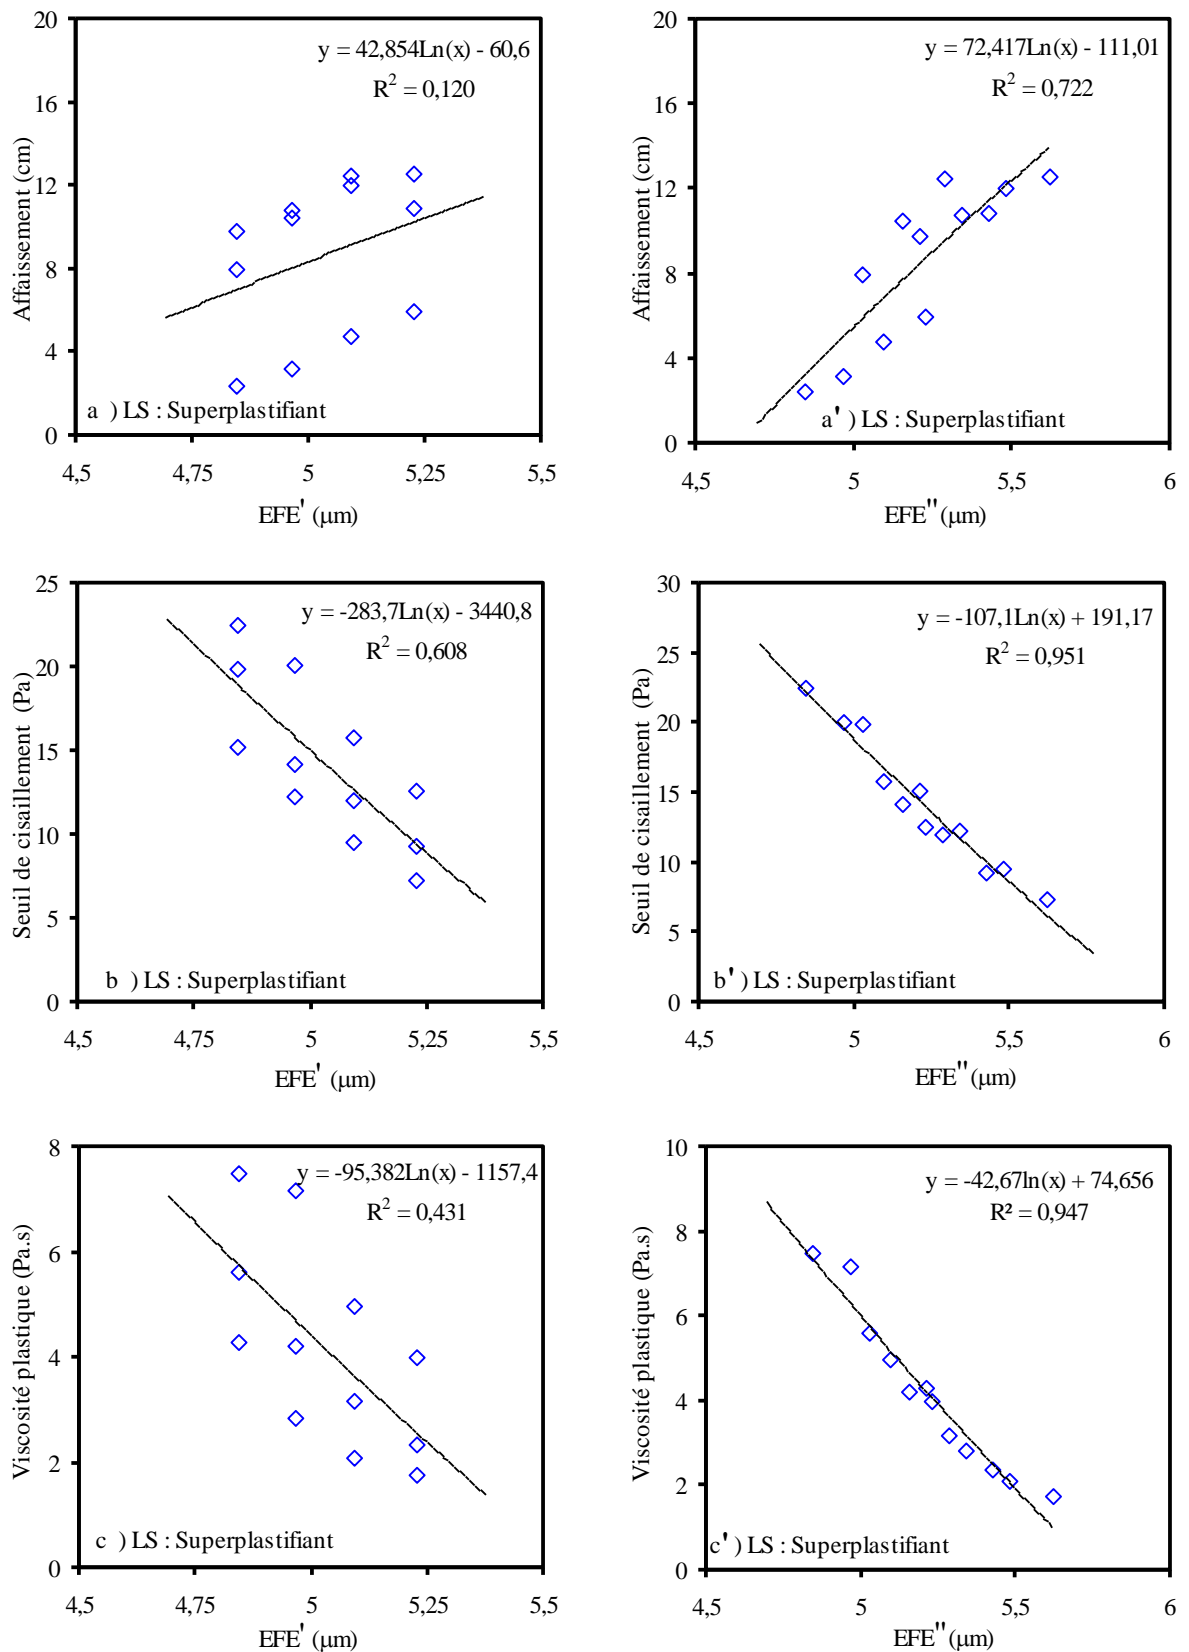 y = 42,854Ln(x) - 60,6
R2 = 0,120
20
16
12
8
4
0
Affaissement (cm)
a ) LS : Superplastifiant
4,5 4,75 5 5,25 5,5
EFE' (μm)
y = 72,417Ln(x) - 111,01
R2 = 0,722
20
16
12
8
4
0
Affaissement (cm)
a' ) LS : Superplastifiant
4,5 5 5,5 6
EFE'' (μm)
y = -283,7Ln(x) - 3440,8
R2 = 0,608
25
20
15
10
5
0
Seuil de cisaillement (Pa)
b ) LS : Superplastifiant
4,5 4,75 5 5,25 5,5
EFE' (μm)
y = -107,1Ln(x) + 191,17
R2 = 0,951
30
25
20
15
10
5
0
Seuil de cisaillement (Pa)
b' ) LS : Superplastifiant
4,5 5 5,5 6
EFE'' (μm)
y = -95,382Ln(x) - 1157,4
R2 = 0,431
8
6
4
2
0
Viscosité plastique (Pa.s)
c ) LS : Superplastifiant
4,5 4,75 5 5,25 5,5
EFE' (μm)
y = -42,67ln(x) + 74,656
R² = 0,947
10
8
6
4
2
0
Viscosité plastique (Pa.s)
c' ) LS : Superplastifiant
4,5 5 5,5 6
EFE'' (μm)